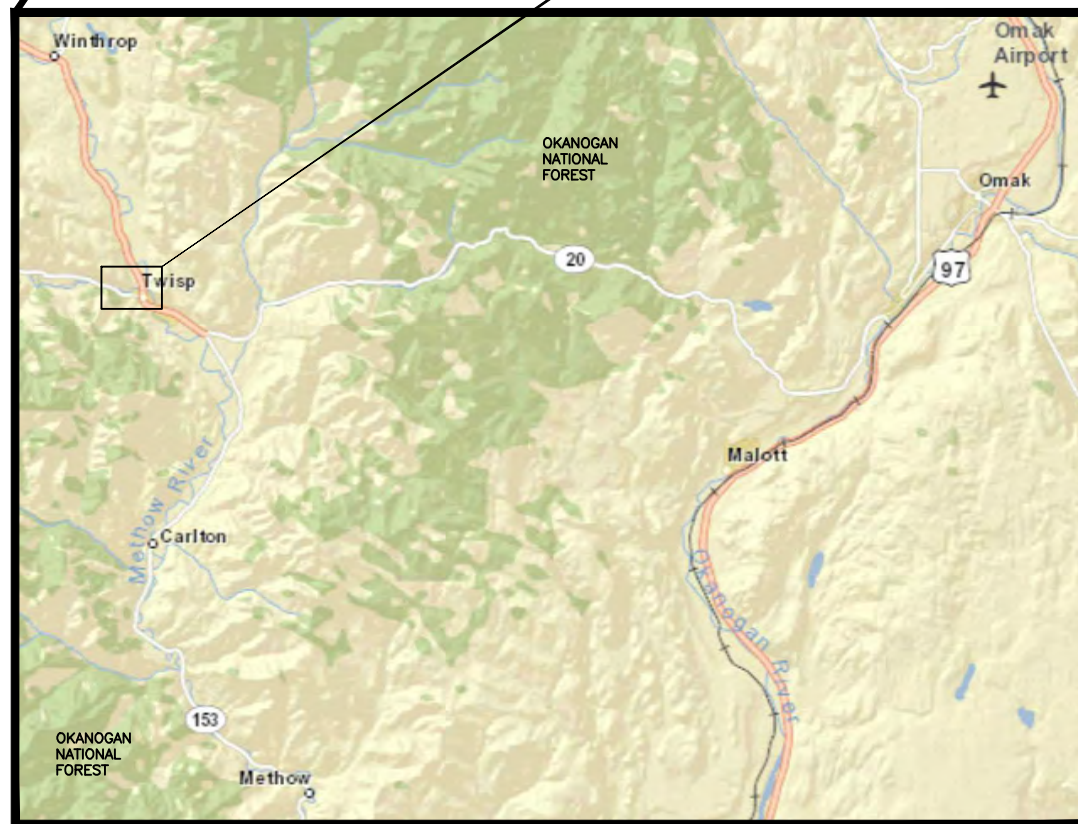 Winthrop
Omak
Airport
OKANOGAN
NATIONAL
FOREST
Omak
20
97
Twisp
Malott
Methow River
Carlton
Okanogan River
153
OKANOGAN
NATIONAL
FOREST
Methow